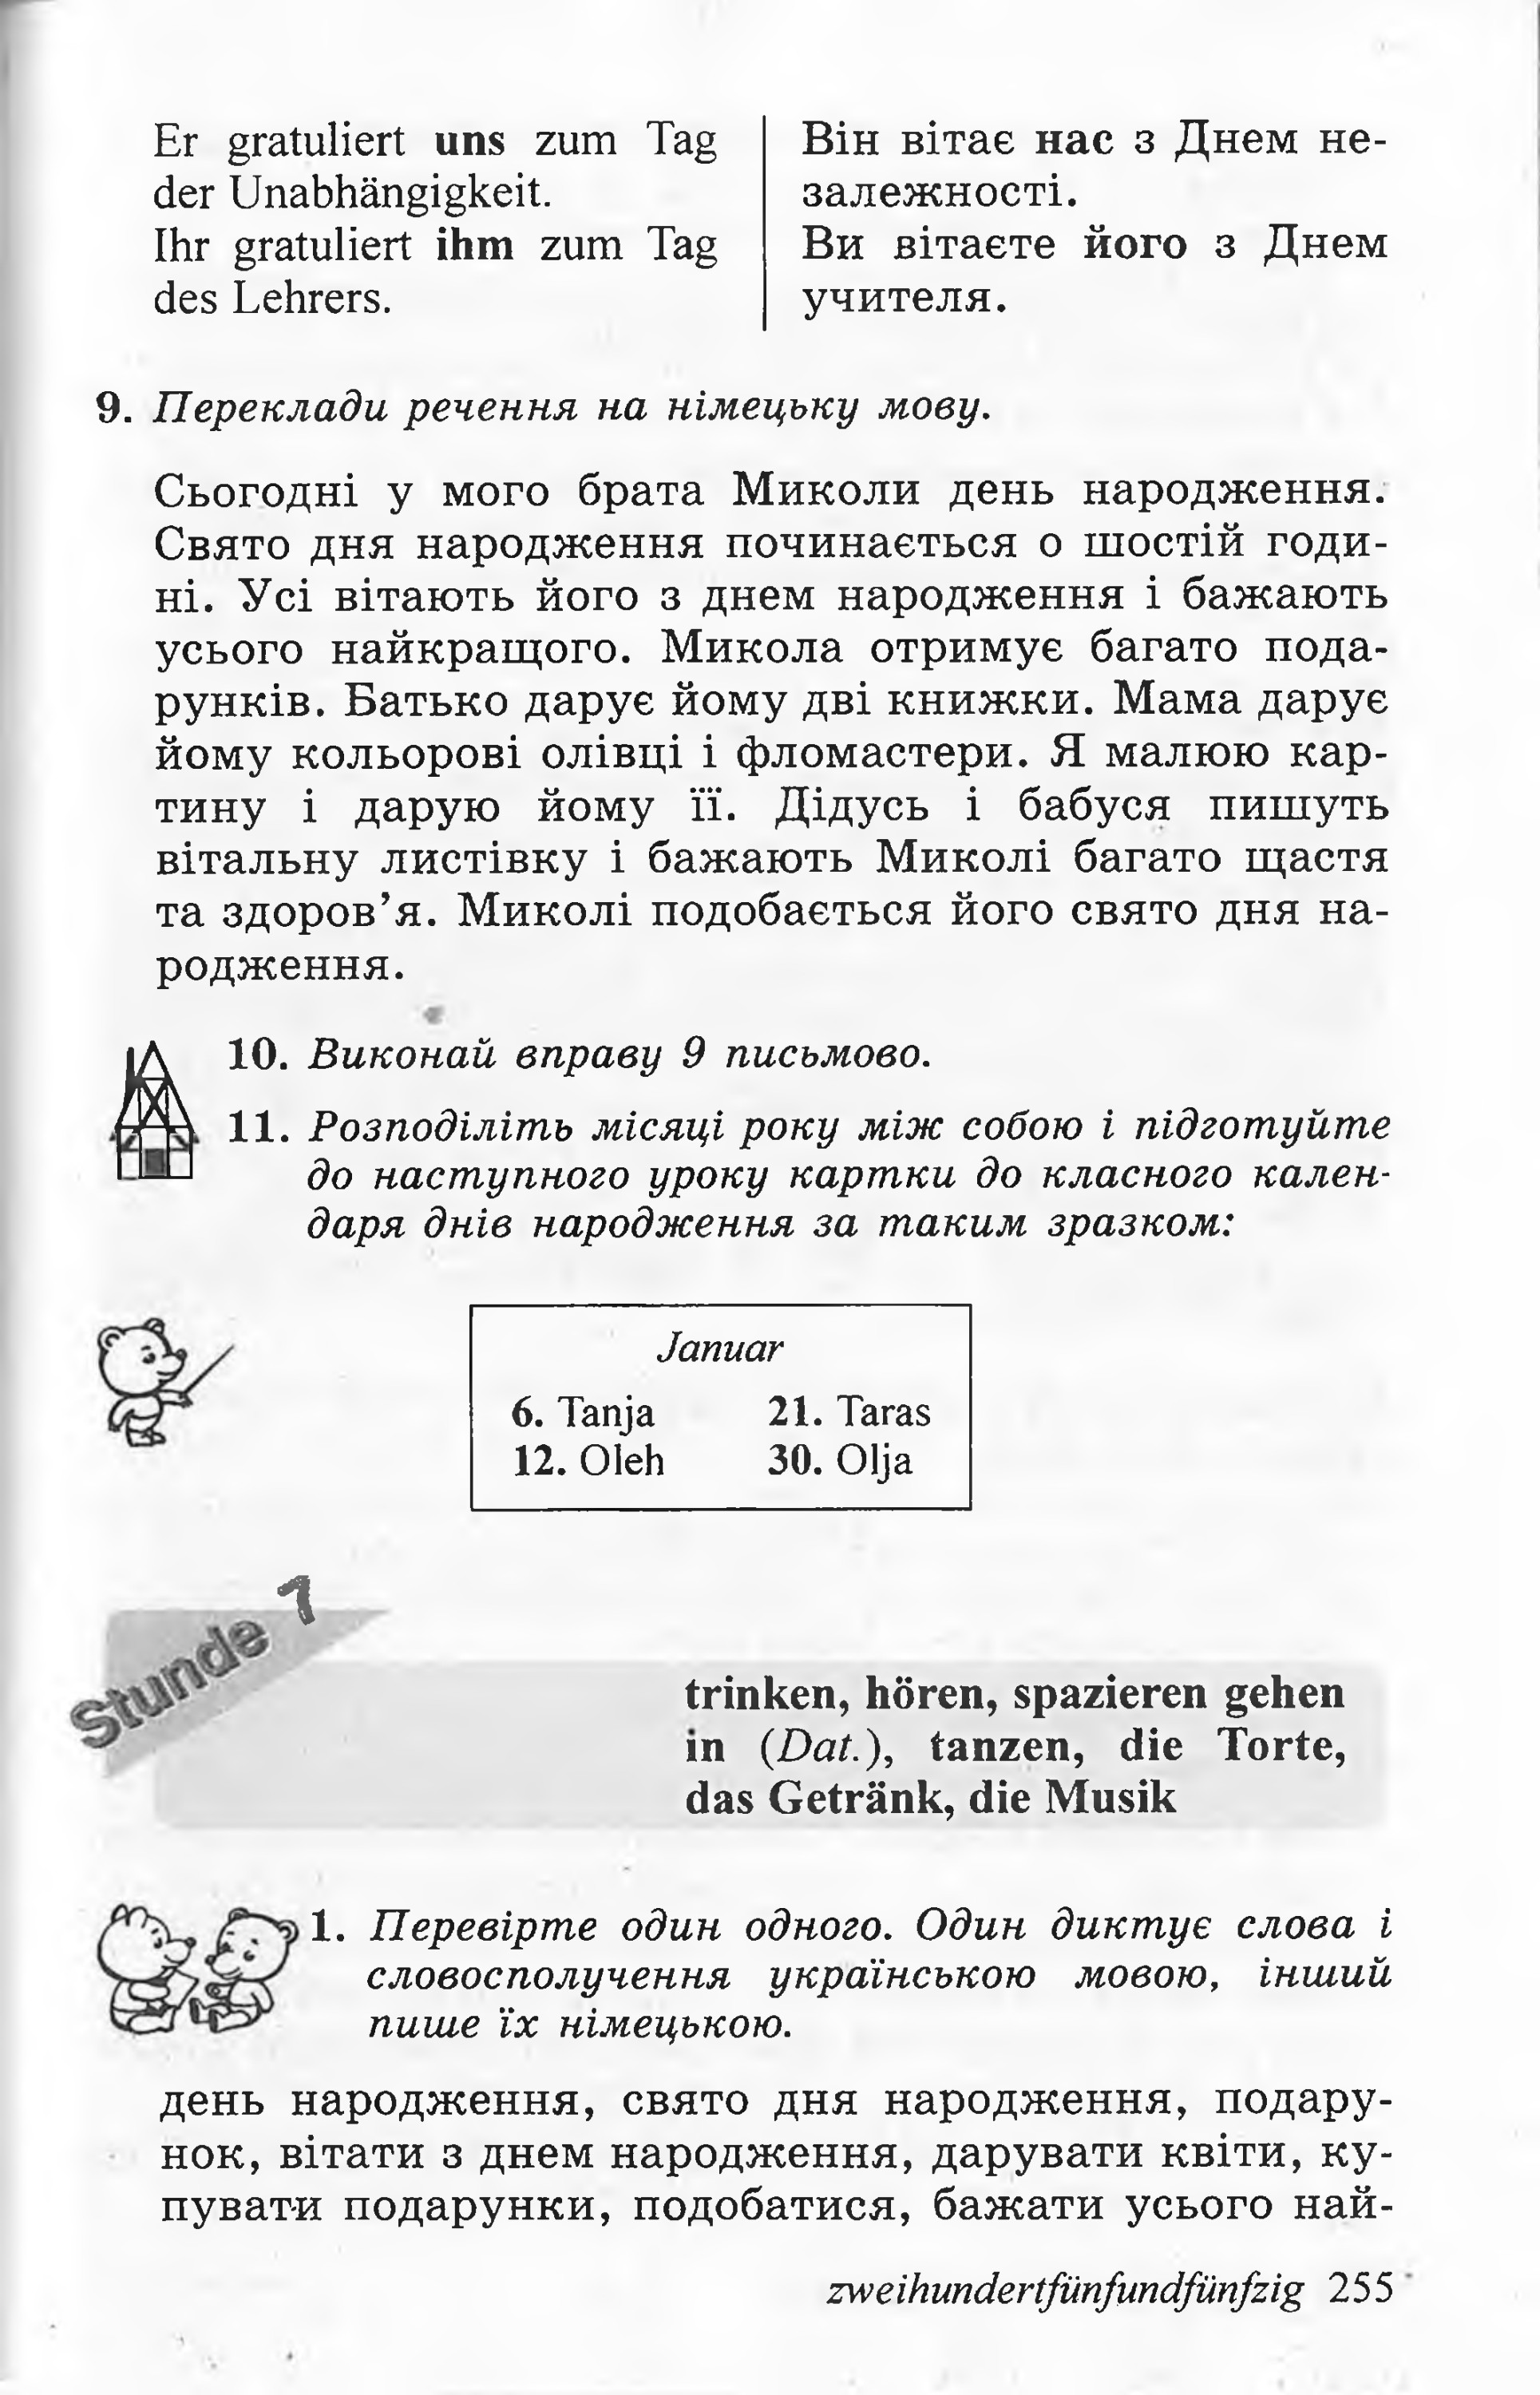 Er gratuliert uns zum Tag
der Unabhängigkeit.
Ihr gratuliert ihm zum Tag
des Lehrers.
Він вітає нас з Днем не-
залежності.
Ви вітаєте його з Днем
учителя.
9. Переклади речення на німецьку мову.
Сьогодні у мого брата Миколи день народження.
Свято дня народження починається о шостій годи-
ні. Усі вітають його з днем народження і бажають
усього найкращого. Микола отримує багато пода-
рунків. Батько дарує йому дві книжки. Мама дарує
йому кольорові олівці і фломастери. Я малюю кар-
тину і дарую йому її. Дідусь і бабуся пишуть
вітальну листівку і бажають Миколі багато щастя
та здоров’я. Миколі подобається його свято дня на-
родження.
10. Виконай вправу 9 письмово.
11. Розподіліть місяці року між собою і підготуйте
до наступного уроку картки до класного кален-
даря днів народження за таким зразком:
Januar
6. Tanja 21. Taras
12. Oleh 30. Olja
Stunde 7
trinken, hören, spazieren gehen
in (Dat.), tanzen, die Torte,
das Getränk, die Musik
1. Перевірте один одного. Один диктує слова і
словосполучення українською мовою, інший
пише їх німецькою.
день народження, свято дня народження, подару-
нок, вітати з днем народження, дарувати квіти, ку-
пувати подарунки, подобатися, бажати усього най-
zweihundertfünfundfünfzig 255